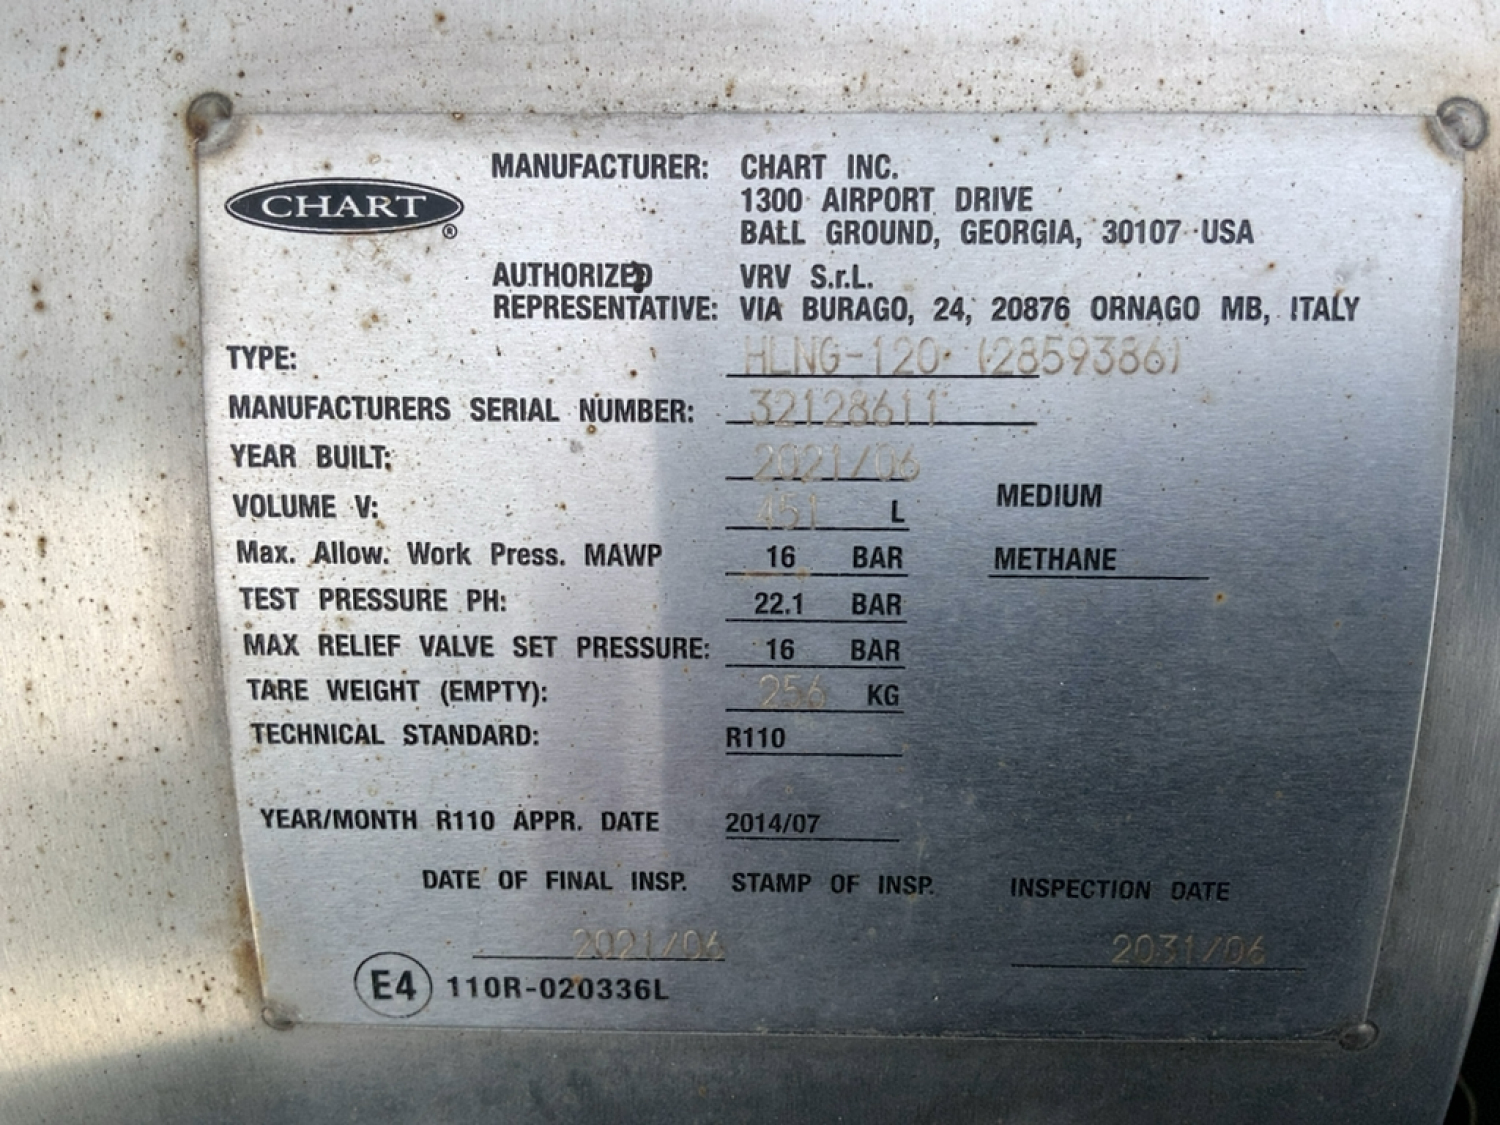 CHART®
MANUFACTURER: CHART INC.
1300 AIRPORT DRIVE
BALL GROUND, GEORGIA, 30107 USA
AUTHORIZED VRV S.r.L.
REPRESENTATIVE: VIA BURAGO, 24, 20876 ORNAGO MB, ITALY
TYPE: HLNG-120 (2859386)
MANUFACTURERS SERIAL NUMBER: 32128611
YEAR BUILT: 2021/06
VOLUME V: 451 L MEDIUM
Max. Allow. Work Press. MAWP 16 BAR METHANE
TEST PRESSURE PH: 22.1 BAR
MAX RELIEF VALVE SET PRESSURE: 16 BAR
TARE WEIGHT (EMPTY): 256 KG
TECHNICAL STANDARD: R110
YEAR/MONTH R110 APPR. DATE 2014/07
DATE OF FINAL INSP. STAMP OF INSP. INSPECTION DATE
2021/06 2031/06
E4 110R-020336L